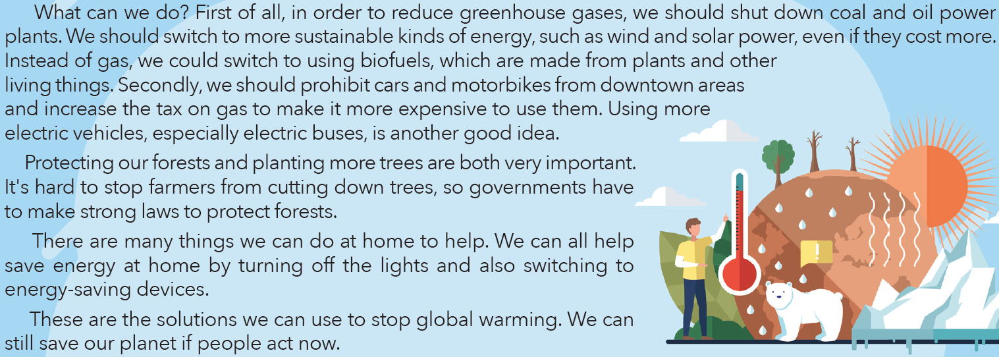 What can we do? First of all, in order to reduce greenhouse gases, we should shut down coal and oil power
plants. We should switch to more sustainable kinds of energy, such as wind and solar power, even if they cost more.
Instead of gas, we could switch to using biofuels, which are made from plants and other
living things. Secondly, we should prohibit cars and motorbikes from downtown areas
and increase the tax on gas to make it more expensive to use them. Using more
electric vehicles, especially electric buses, is another good idea.
Protecting our forests and planting more trees are both very important.
It's hard to stop farmers from cutting down trees, so governments have
to make strong laws to protect forests.
There are many things we can do at home to help. We can all help
save energy at home by turning off the lights and also switching to
energy-saving devices.
These are the solutions we can use to stop global warming. We can
still save our planet if people act now.
!